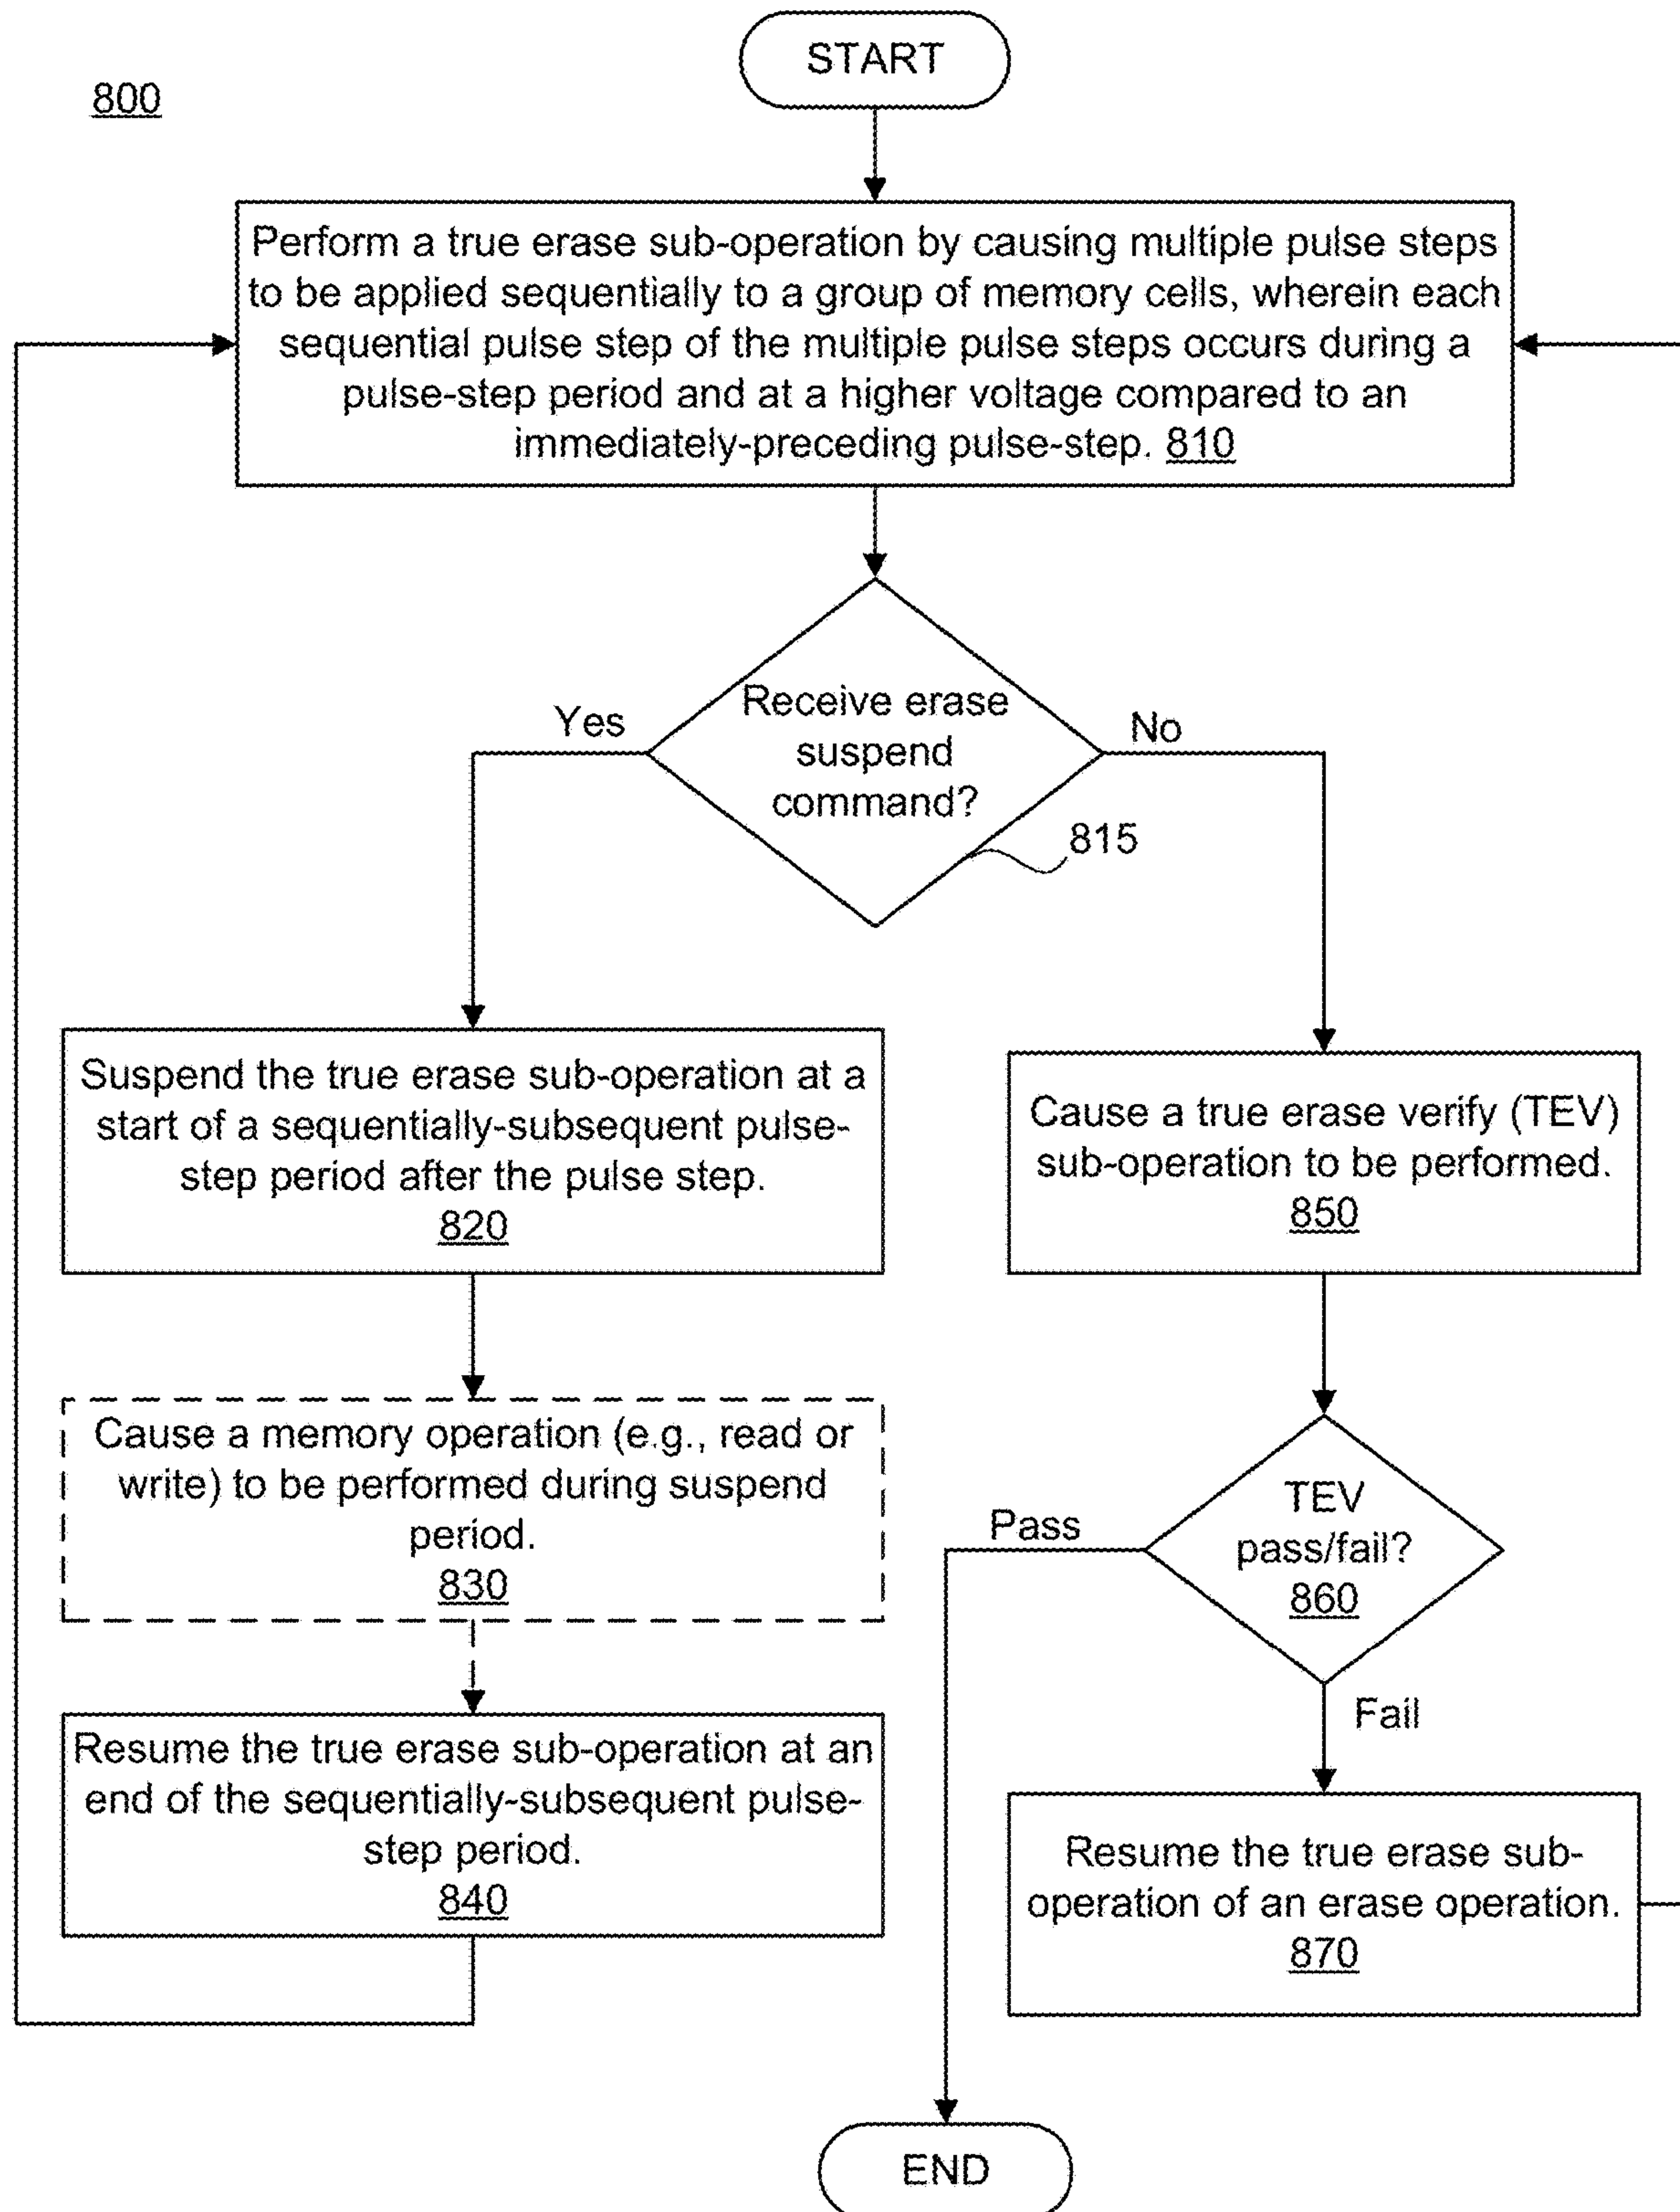 START
800
Perform a true erase sub-operation by causing multiple pulse steps
to be applied sequentially to a group of memory cells, wherein each
sequential pulse step of the multiple pulse steps occurs during a
pulse-step period and at a higher voltage compared to an
immediately-preceding pulse-step. 810
Receive erase
suspend
command?
Yes
No
815
Suspend the true erase sub-operation at a
start of a sequentially-subsequent pulse-
step period after the pulse step.
820
Cause a memory operation (e.g., read or
write) to be performed during suspend
period.
830
Resume the true erase sub-operation at an
end of the sequentially-subsequent pulse-
step period.
840
Cause a true erase verify (TEV)
sub-operation to be performed.
850
TEV
pass/fail?
860
Pass
Fail
Resume the true erase sub-
operation of an erase operation.
870
END